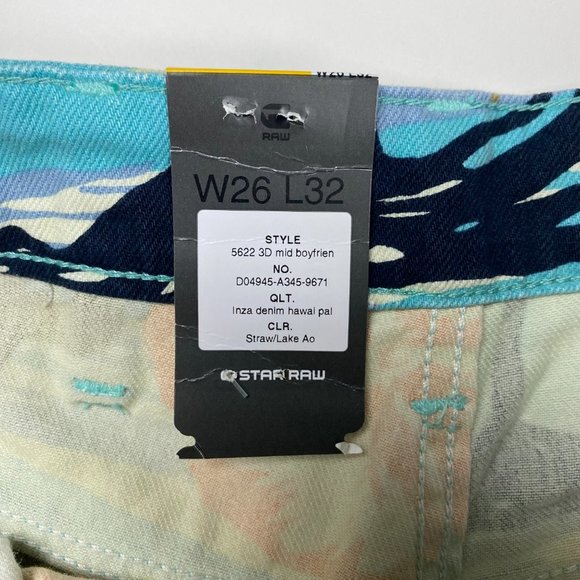 W26 L32
RAW
W26 L32
STYLE
5622 3D mid boyfrien
NO.
D04945-A345-9671
QLT.
Inza denim hawai pal
CLR.
Straw/Lake Ao
G STAR RAW